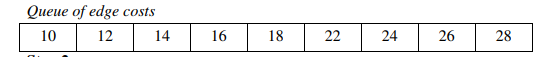 Queue of edge costs
10 12 14 16 18 22 24 26 28